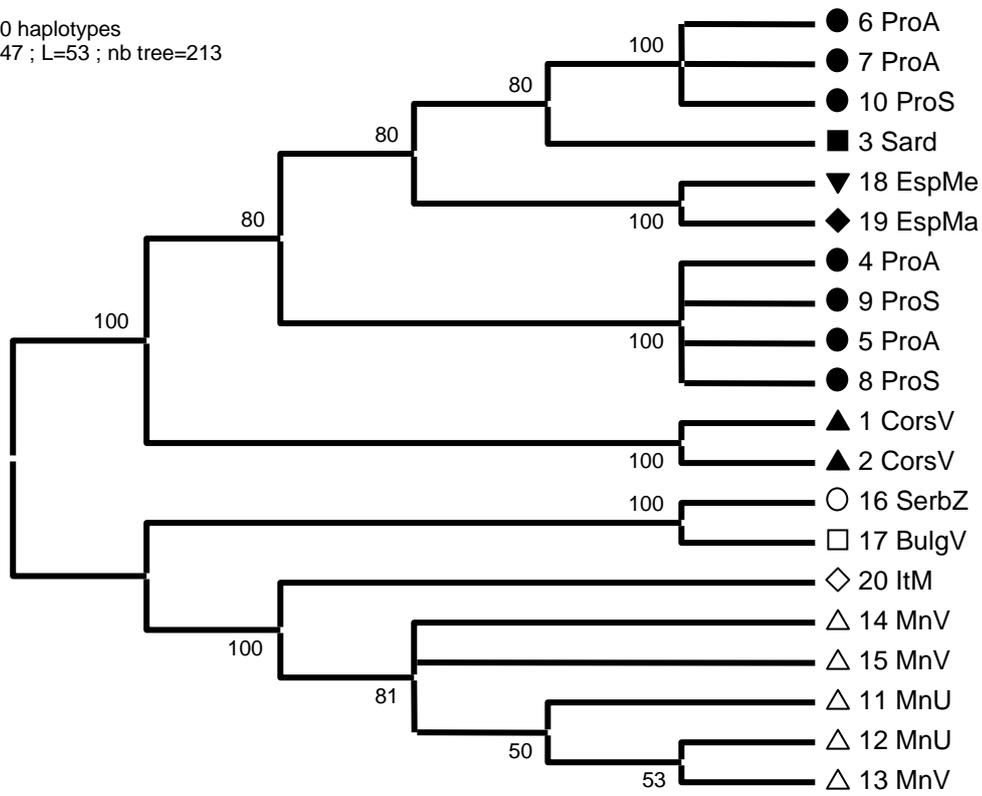 0 haplotypes
47 ; L=53 ; nb tree=213
6 ProA
100
7 ProA
80
10 ProS
80
3 Sard
18 EspMe
80
100
19 EspMa
4 ProA
9 ProS
100
100
5 ProA
8 ProS
1 CorsV
100
2 CorsV
100
16 SerbZ
17 BulgV
20 ItM
14 MnV
100
15 MnV
81
11 MnU
50
12 MnU
53
13 MnV